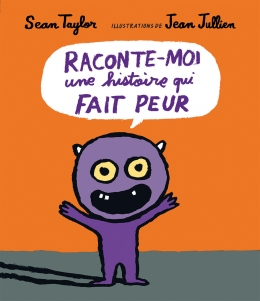 Sean Taylor ILLUSTRATIONS DE Jean Jullien
RACONTE-MOI
une histoire qui
FAIT PEUR